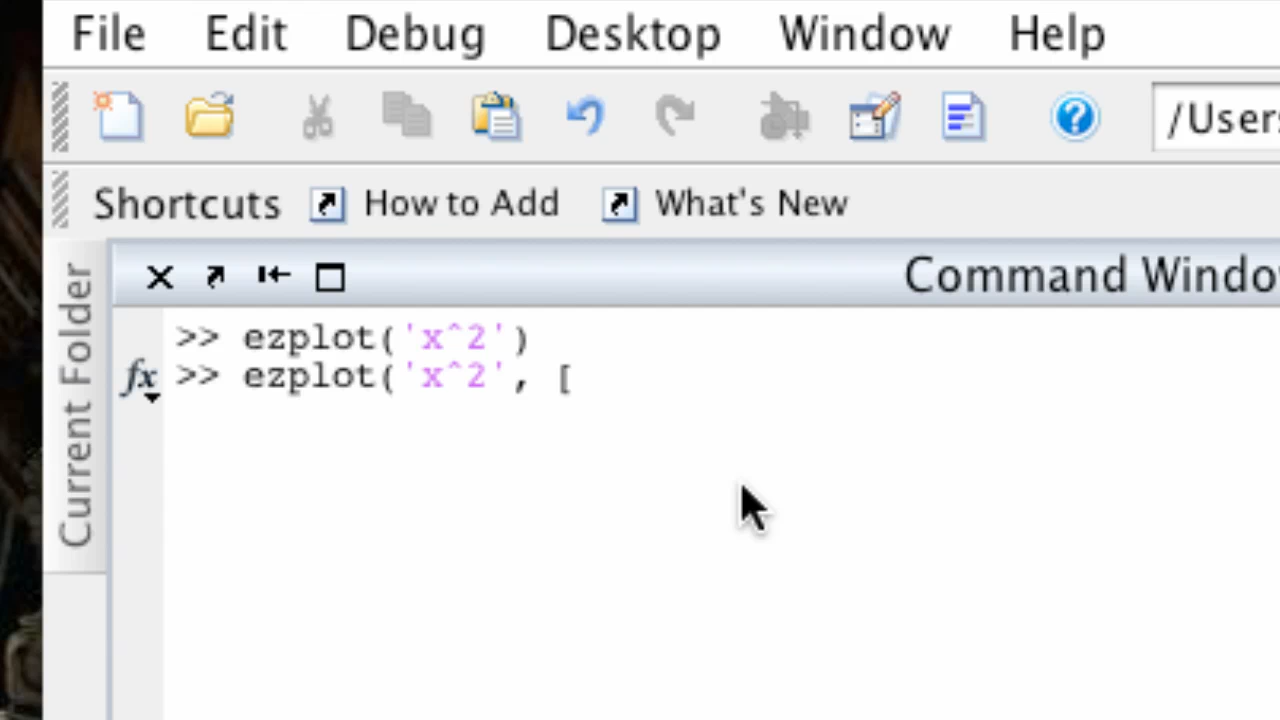 File Edit Debug Desktop Window Help
/Users
Shortcuts How to Add What's New
Current Folder
Command Windo
>> ezplot('x^2')
fx >> ezplot('x^2', [